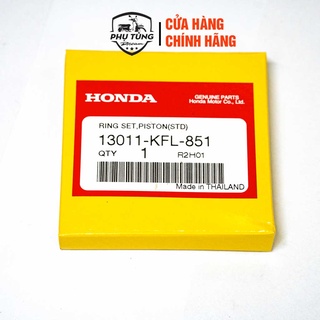 PHỤ TÙNG
CỬA HÀNG
CHÍNH HÃNG
HONDA
GENUINE PARTS
Honda Motor Co., Ltd.
RING SET,PISTON(STD)
13011-KFL-851
QTY 1 R2H01
Made in THAILAND